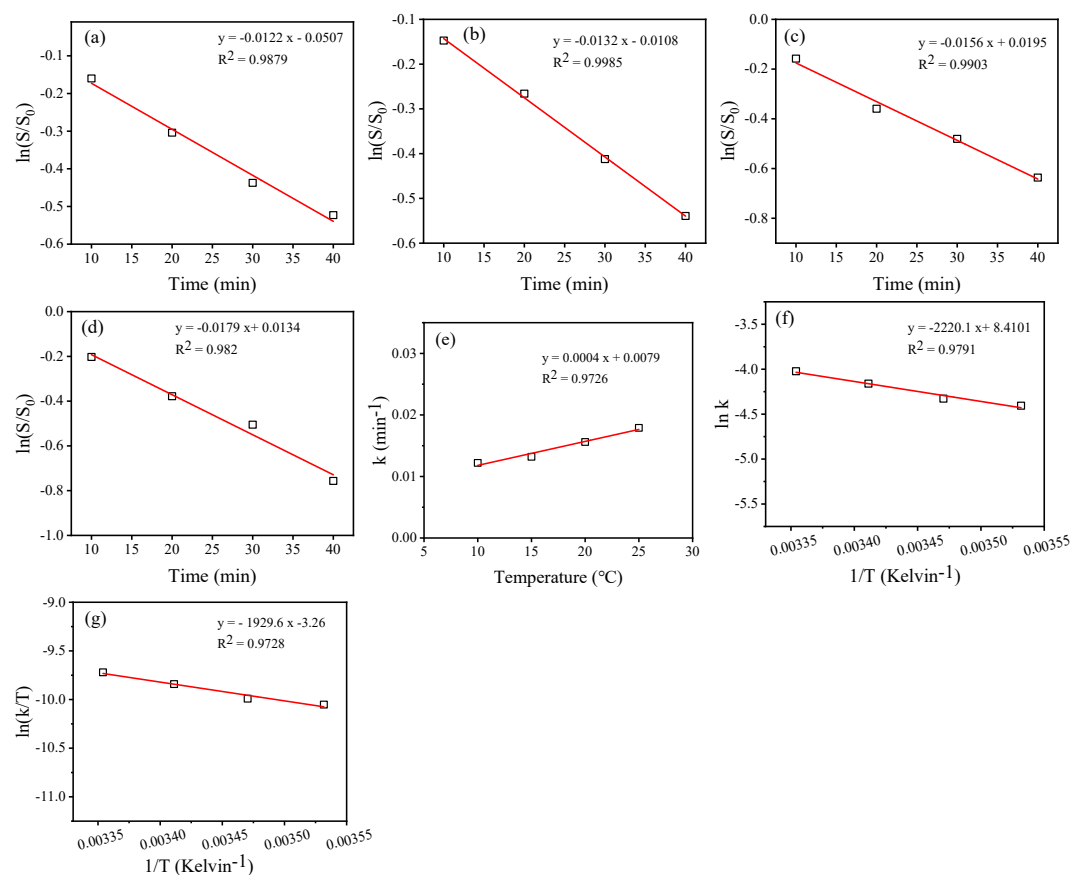 (a)
y = -0.0122 x - 0.0507
R2 = 0.9879
-0.1
-0.2
-0.3
-0.4
-0.5
-0.6
ln(S/S0)
10 15 20 25 30 35 40
Time (min)
(b)
y = -0.0132 x - 0.0108
R2 = 0.9985
-0.1
-0.2
-0.3
-0.4
-0.5
-0.6
ln(S/S0)
10 15 20 25 30 35 40
Time (min)
(c)
y = -0.0156 x + 0.0195
R2 = 0.9903
0.0
-0.2
-0.4
-0.6
-0.8
ln(S/S0)
10 15 20 25 30 35 40
Time (min)
(d)
y = -0.0179 x+ 0.0134
R2 = 0.982
0.0
-0.2
-0.4
-0.6
-0.8
-1.0
ln(S/S0)
10 15 20 25 30 35 40
Time (min)
(e)
y = 0.0004 x + 0.0079
R2 = 0.9726
0.03
0.02
0.01
0.00
k (min-1)
5 10 15 20 25 30
Temperature (℃)
(f)
y = -2220.1 x+ 8.4101
R2 = 0.9791
-3.5
-4.0
-4.5
-5.0
-5.5
ln k
0.00335 0.00340 0.00345 0.00350 0.00355
1/T (Kelvin-1)
(g)
y = - 1929.6 x -3.26
R2 = 0.9728
-9.0
-9.5
-10.0
-10.5
-11.0
ln(k/T)
0.00335 0.00340 0.00345 0.00350 0.00355
1/T (Kelvin-1)